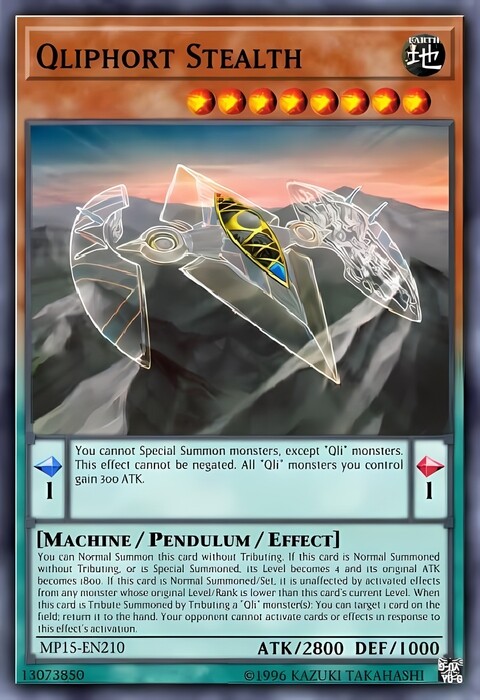 QLIPHORT STEALTH
EARTH
地
You cannot Special Summon monsters, except "Qli" monsters.
This effect cannot be negated. All "Qli" monsters you control
gain 300 ATK.
1
1
[MACHINE / PENDULUM / EFFECT]
You can Normal Summon this card without Tributing. If this card is Normal Summoned
without Tributing, or is Special Summoned, its Level becomes 4 and its original ATK
becomes 1800. If this card is Normal Summoned/Set, it is unaffected by activated effects
from any monster whose original Level/Rank is lower than this card's current Level. When
this card is Tribute Summoned by Tributing a "Qli" monster(s): You can target 1 card on the
field; return it to the hand. Your opponent cannot activate cards or effects in response to
this effect's activation.
MP15-EN210
ATK/2800 DEF/1000
13073850
©1996 KAZUKI TAKAHASHI